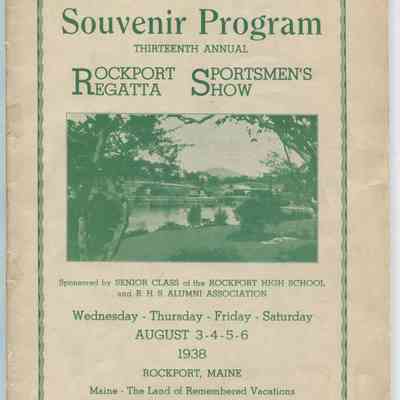 Souvenir Program
THIRTEENTH ANNUAL
ROCKPORT SPORTSMEN'S
REGATTA SHOW
Sponsored by SENIOR CLASS of the ROCKPORT HIGH SCHOOL
and R. H. S. ALUMNI ASSOCIATION
Wednesday - Thursday - Friday - Saturday
AUGUST 3-4-5-6
1938
ROCKPORT, MAINE
Maine - The Land of Remembered Vacations